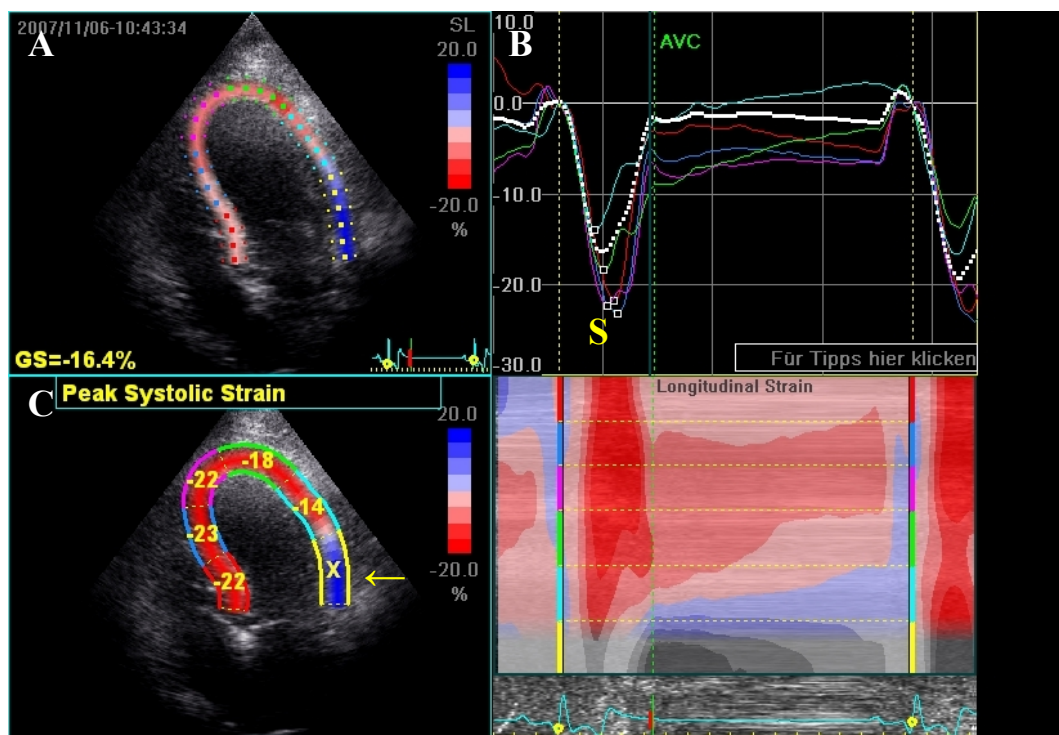 2007/11/06-10:43:34
A
SL
20.0
-20.0
%
GS=-16.4%
10.0
B
AVC
0.0
-10.0
-20.0
S
-30.0
Für Tipps hier klicken
C
Peak Systolic Strain
20.0
-18
-22
-14
-23
X
←
-22
-20.0
%
Longitudinal Strain